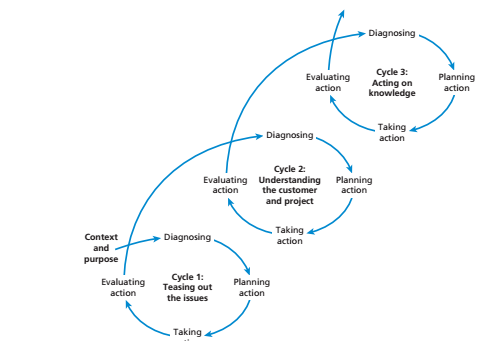 Diagnosing
Evaluating
action
Cycle 3:
Acting on
knowledge
Planning
action
Taking
action
Diagnosing
Evaluating
action
Cycle 2:
Understanding
the customer
and project
Planning
action
Taking
action
Context
and
purpose
Diagnosing
Evaluating
action
Cycle 1:
Teasing out
the issues
Planning
action
Taking